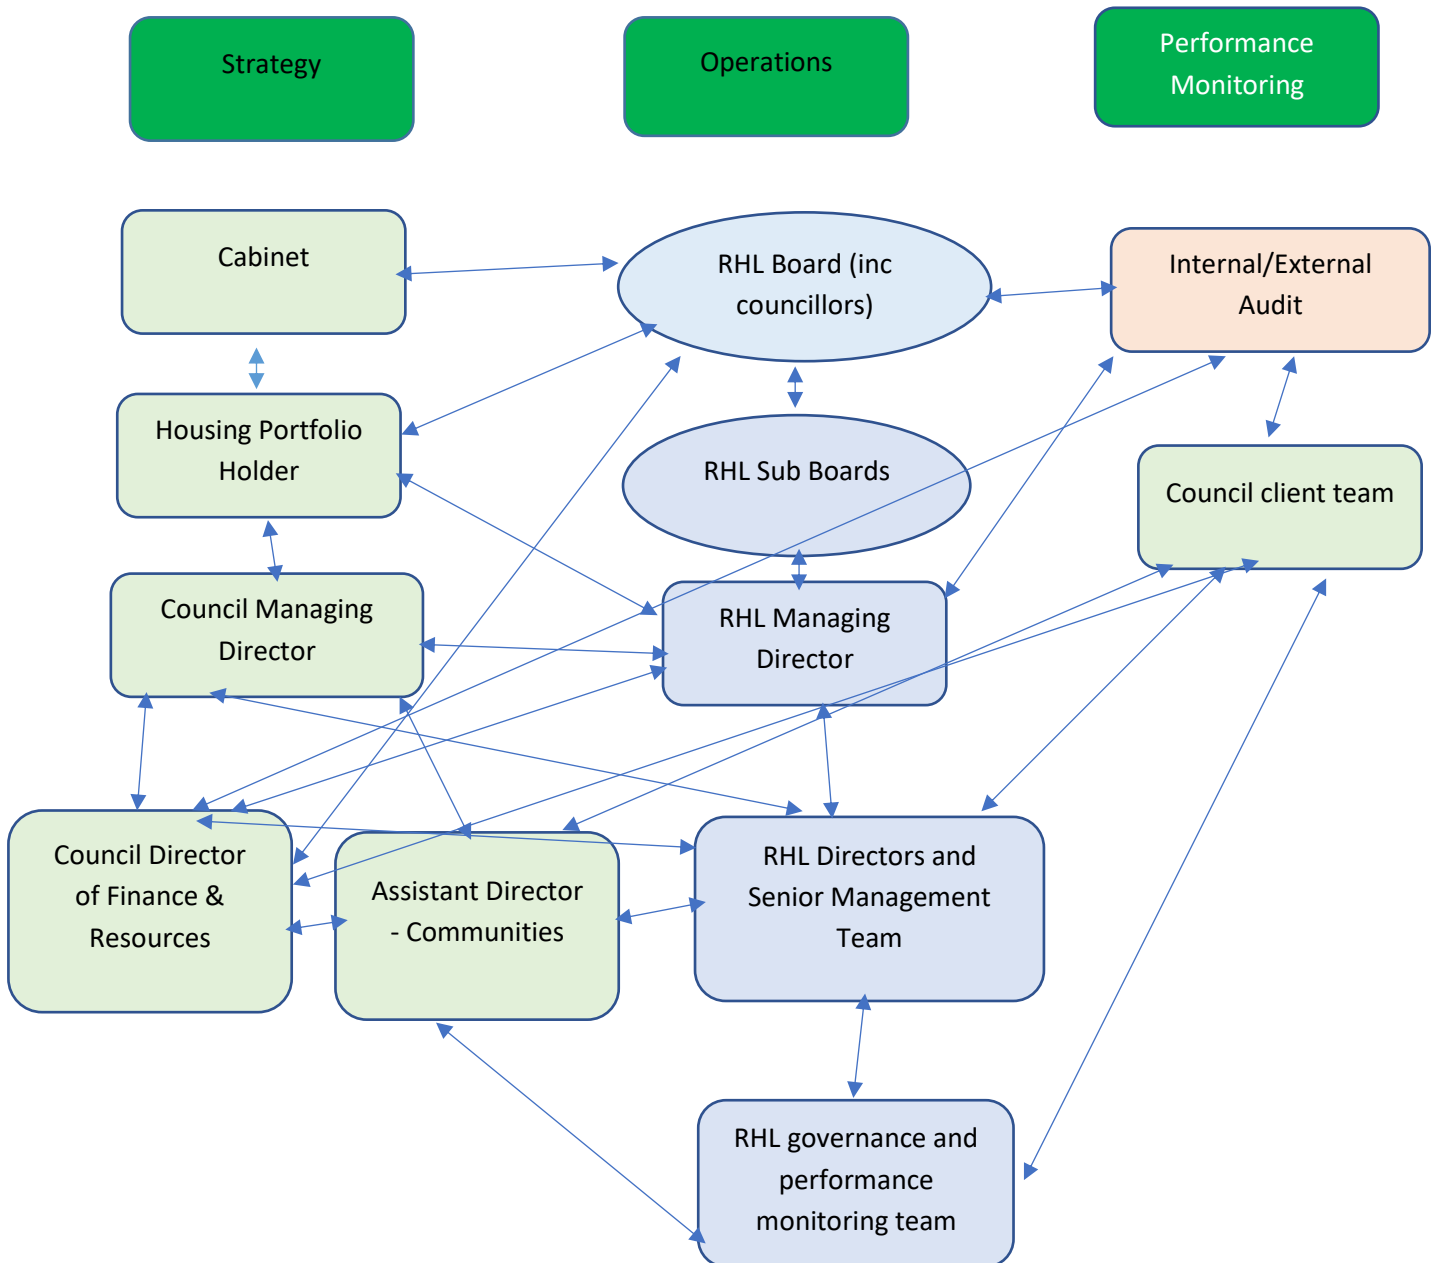 Strategy
Operations
Performance
Monitoring
Cabinet
RHL Board (inc
councillors)
Internal/External
Audit
Housing Portfolio
Holder
RHL Sub Boards
Council client team
Council Managing
Director
RHL Managing
Director
Council Director
of Finance &
Resources
Assistant Director
- Communities
RHL Directors and
Senior Management
Team
RHL governance and
performance
monitoring team